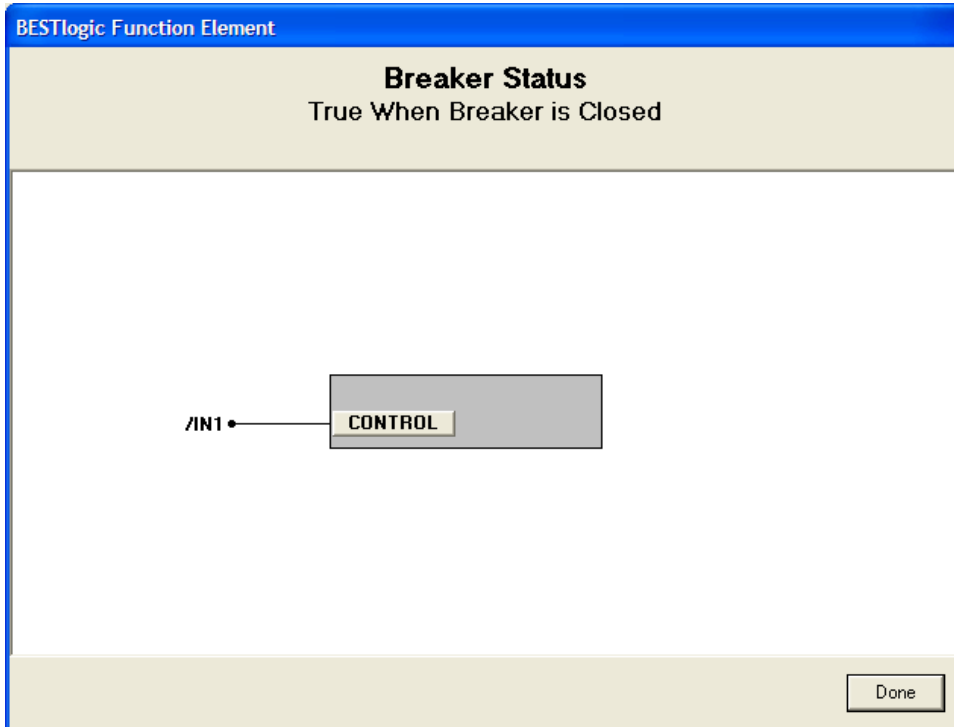 BESTlogic Function Element
Breaker Status
True When Breaker is Closed
/IN1
CONTROL
Done